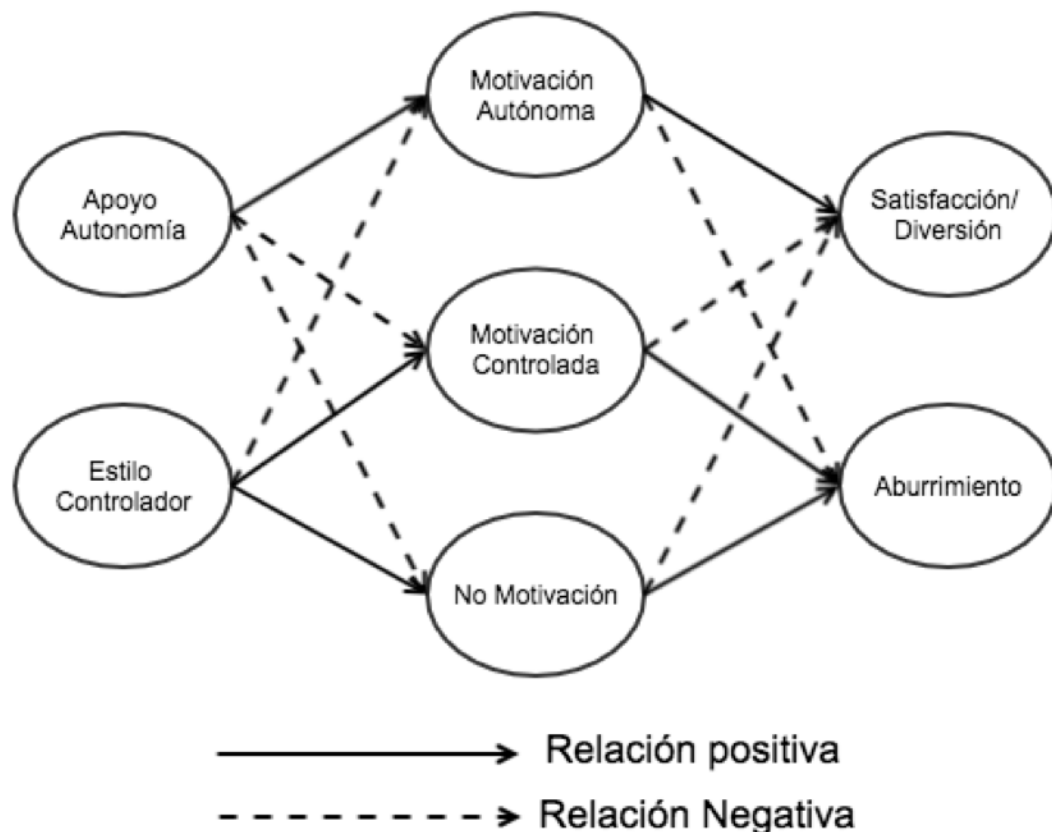 Motivación
Autónoma
Apoyo
Autonomía
Satisfacción/
Diversión
Motivación
Controlada
Estilo
Controlador
Aburrimiento
No Motivación
Relación positiva
Relación Negativa